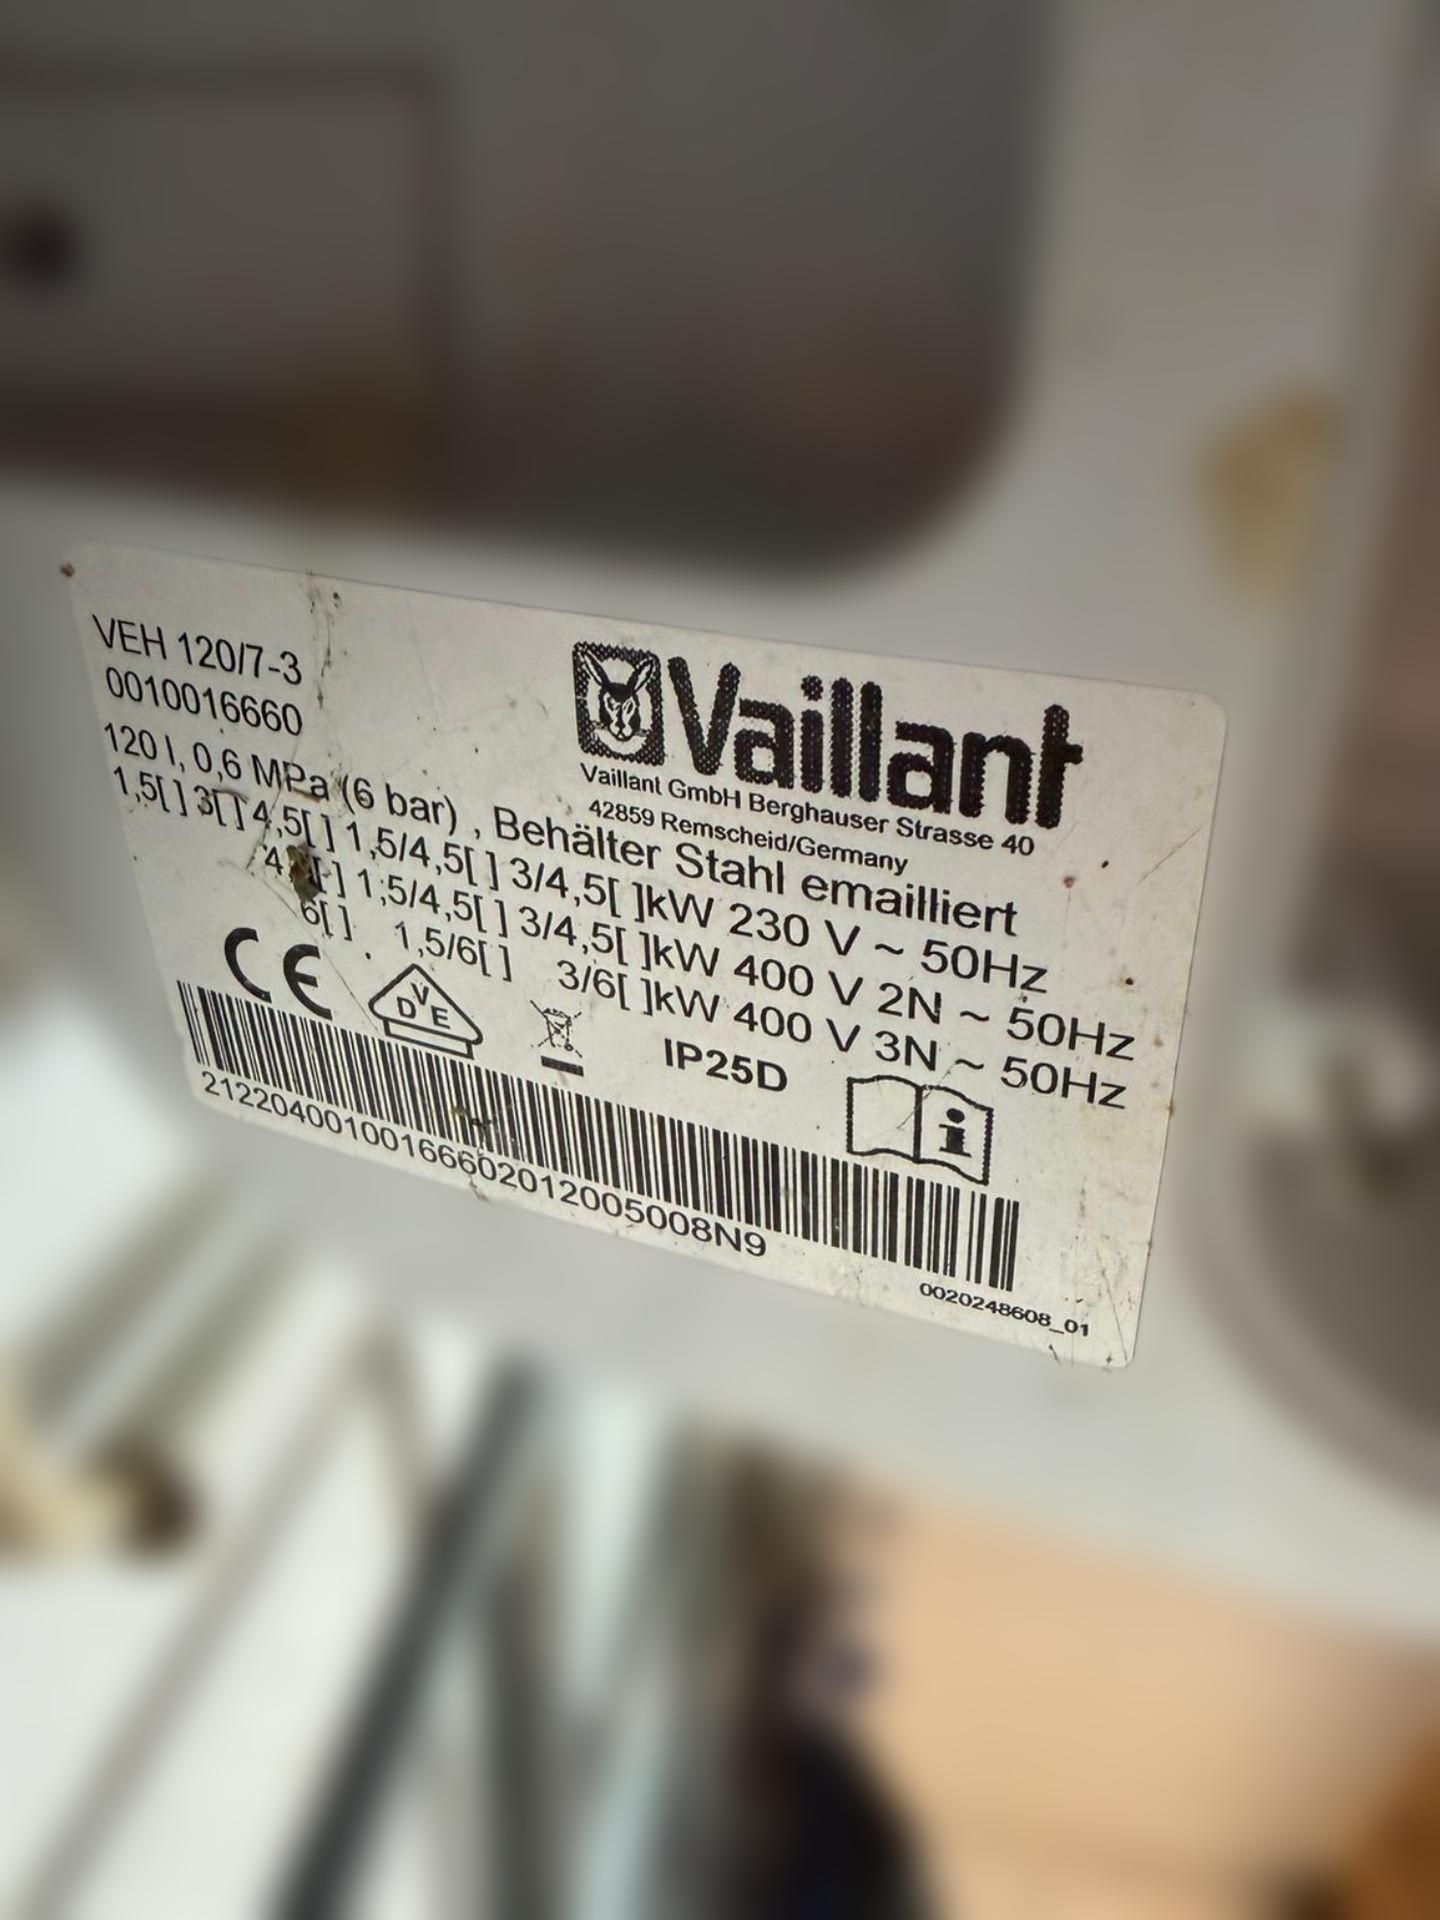 VEH 120/7-3
0010016660
Vaillant
Vaillant GmbH Berghauser Strasse 40
42859 Remscheid/Germany
120 l, 0,6 MPa (6 bar) , Behälter Stahl emailliert
1,5[ ] 3[ ] 4,5[ ] 1,5/4,5[ ] 3/4,5[ ]kW 230 V ~ 50Hz
[ ] 1,5/4,5[ ] 3/4,5[ ]kW 400 V 2N ~ 50Hz
6[ ] 1,5/6[ ] 3/6[ ]kW 400 V 3N ~ 50Hz
CE
DVE
IP25D
i
21220400100166602012005008N9
0020248608_01